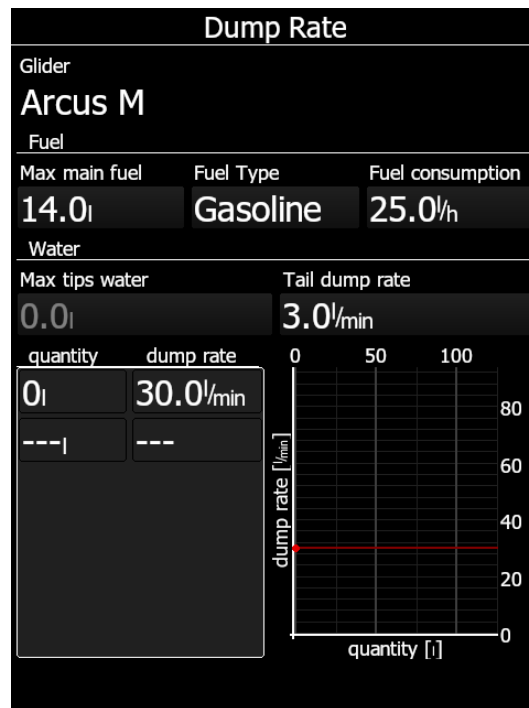 Dump Rate
Glider
Arcus M
Fuel
Max main fuel Fuel Type Fuel consumption
14.0l Gasoline 25.0l/h
Water
Max tips water Tail dump rate
0.0l 3.0l/min
quantity dump rate 0 50 100
0l 30.0l/min
80
---l ---
60
40
20
0
dump rate [l/min]
quantity [l]